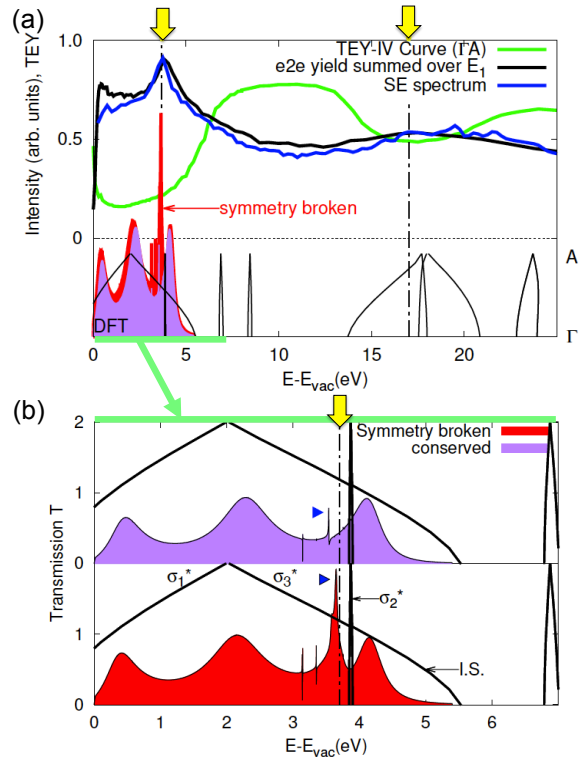 (a)
Intensity (arb. units), TEY
1.0
0.5
0
TEY-IV Curve (ΓA)
e2e yield summed over E₁
SE spectrum
symmetry broken
DFT
A
Γ
0 5 10 15 20
E-Evac(eV)
(b)
Transmission T
2
1
0
Symmetry broken
conserved
σ₁* σ₃*
2
1
0
σ₂*
I.S.
0 1 2 3 4 5 6
E-Evac(eV)